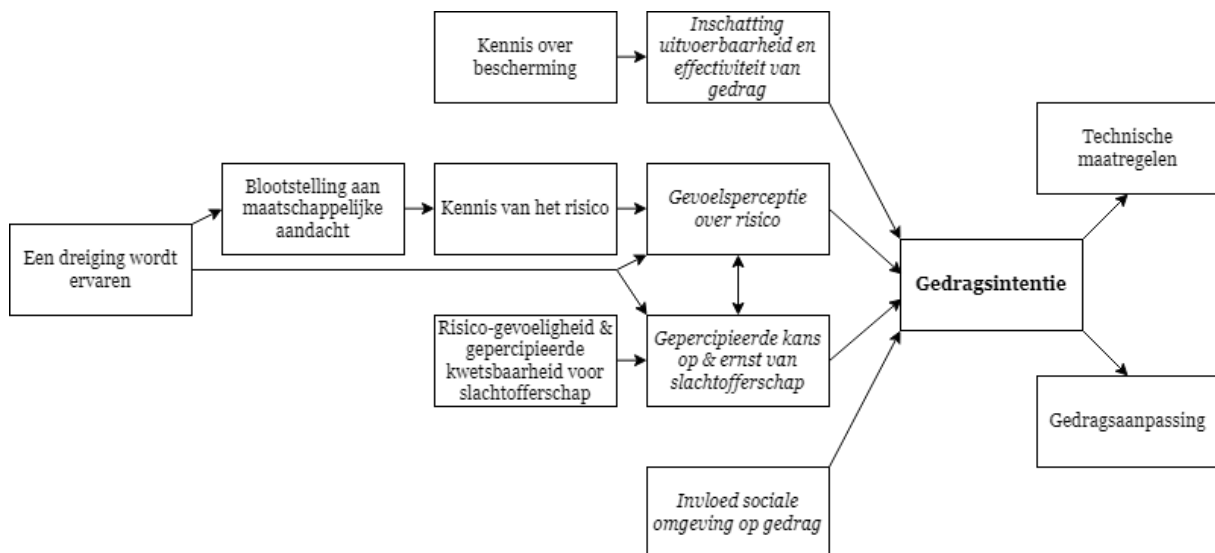 Kennis over
bescherming
Inschatting
uitvoerbaarheid en
effectiviteit van
gedrag
Technische
maatregelen
Blootstelling aan
maatschappelijke
aandacht
Kennis van het risico
Gevoelsperceptie
over risico
Een dreiging wordt
ervaren
Gedragsintentie
Risico-gevoeligheid &
gepercipieerde
kwetsbaarheid voor
slachtofferschap
Gepercipieerde kans
op & ernst van
slachtofferschap
Gedragsaanpassing
Invloed sociale
omgeving op gedrag